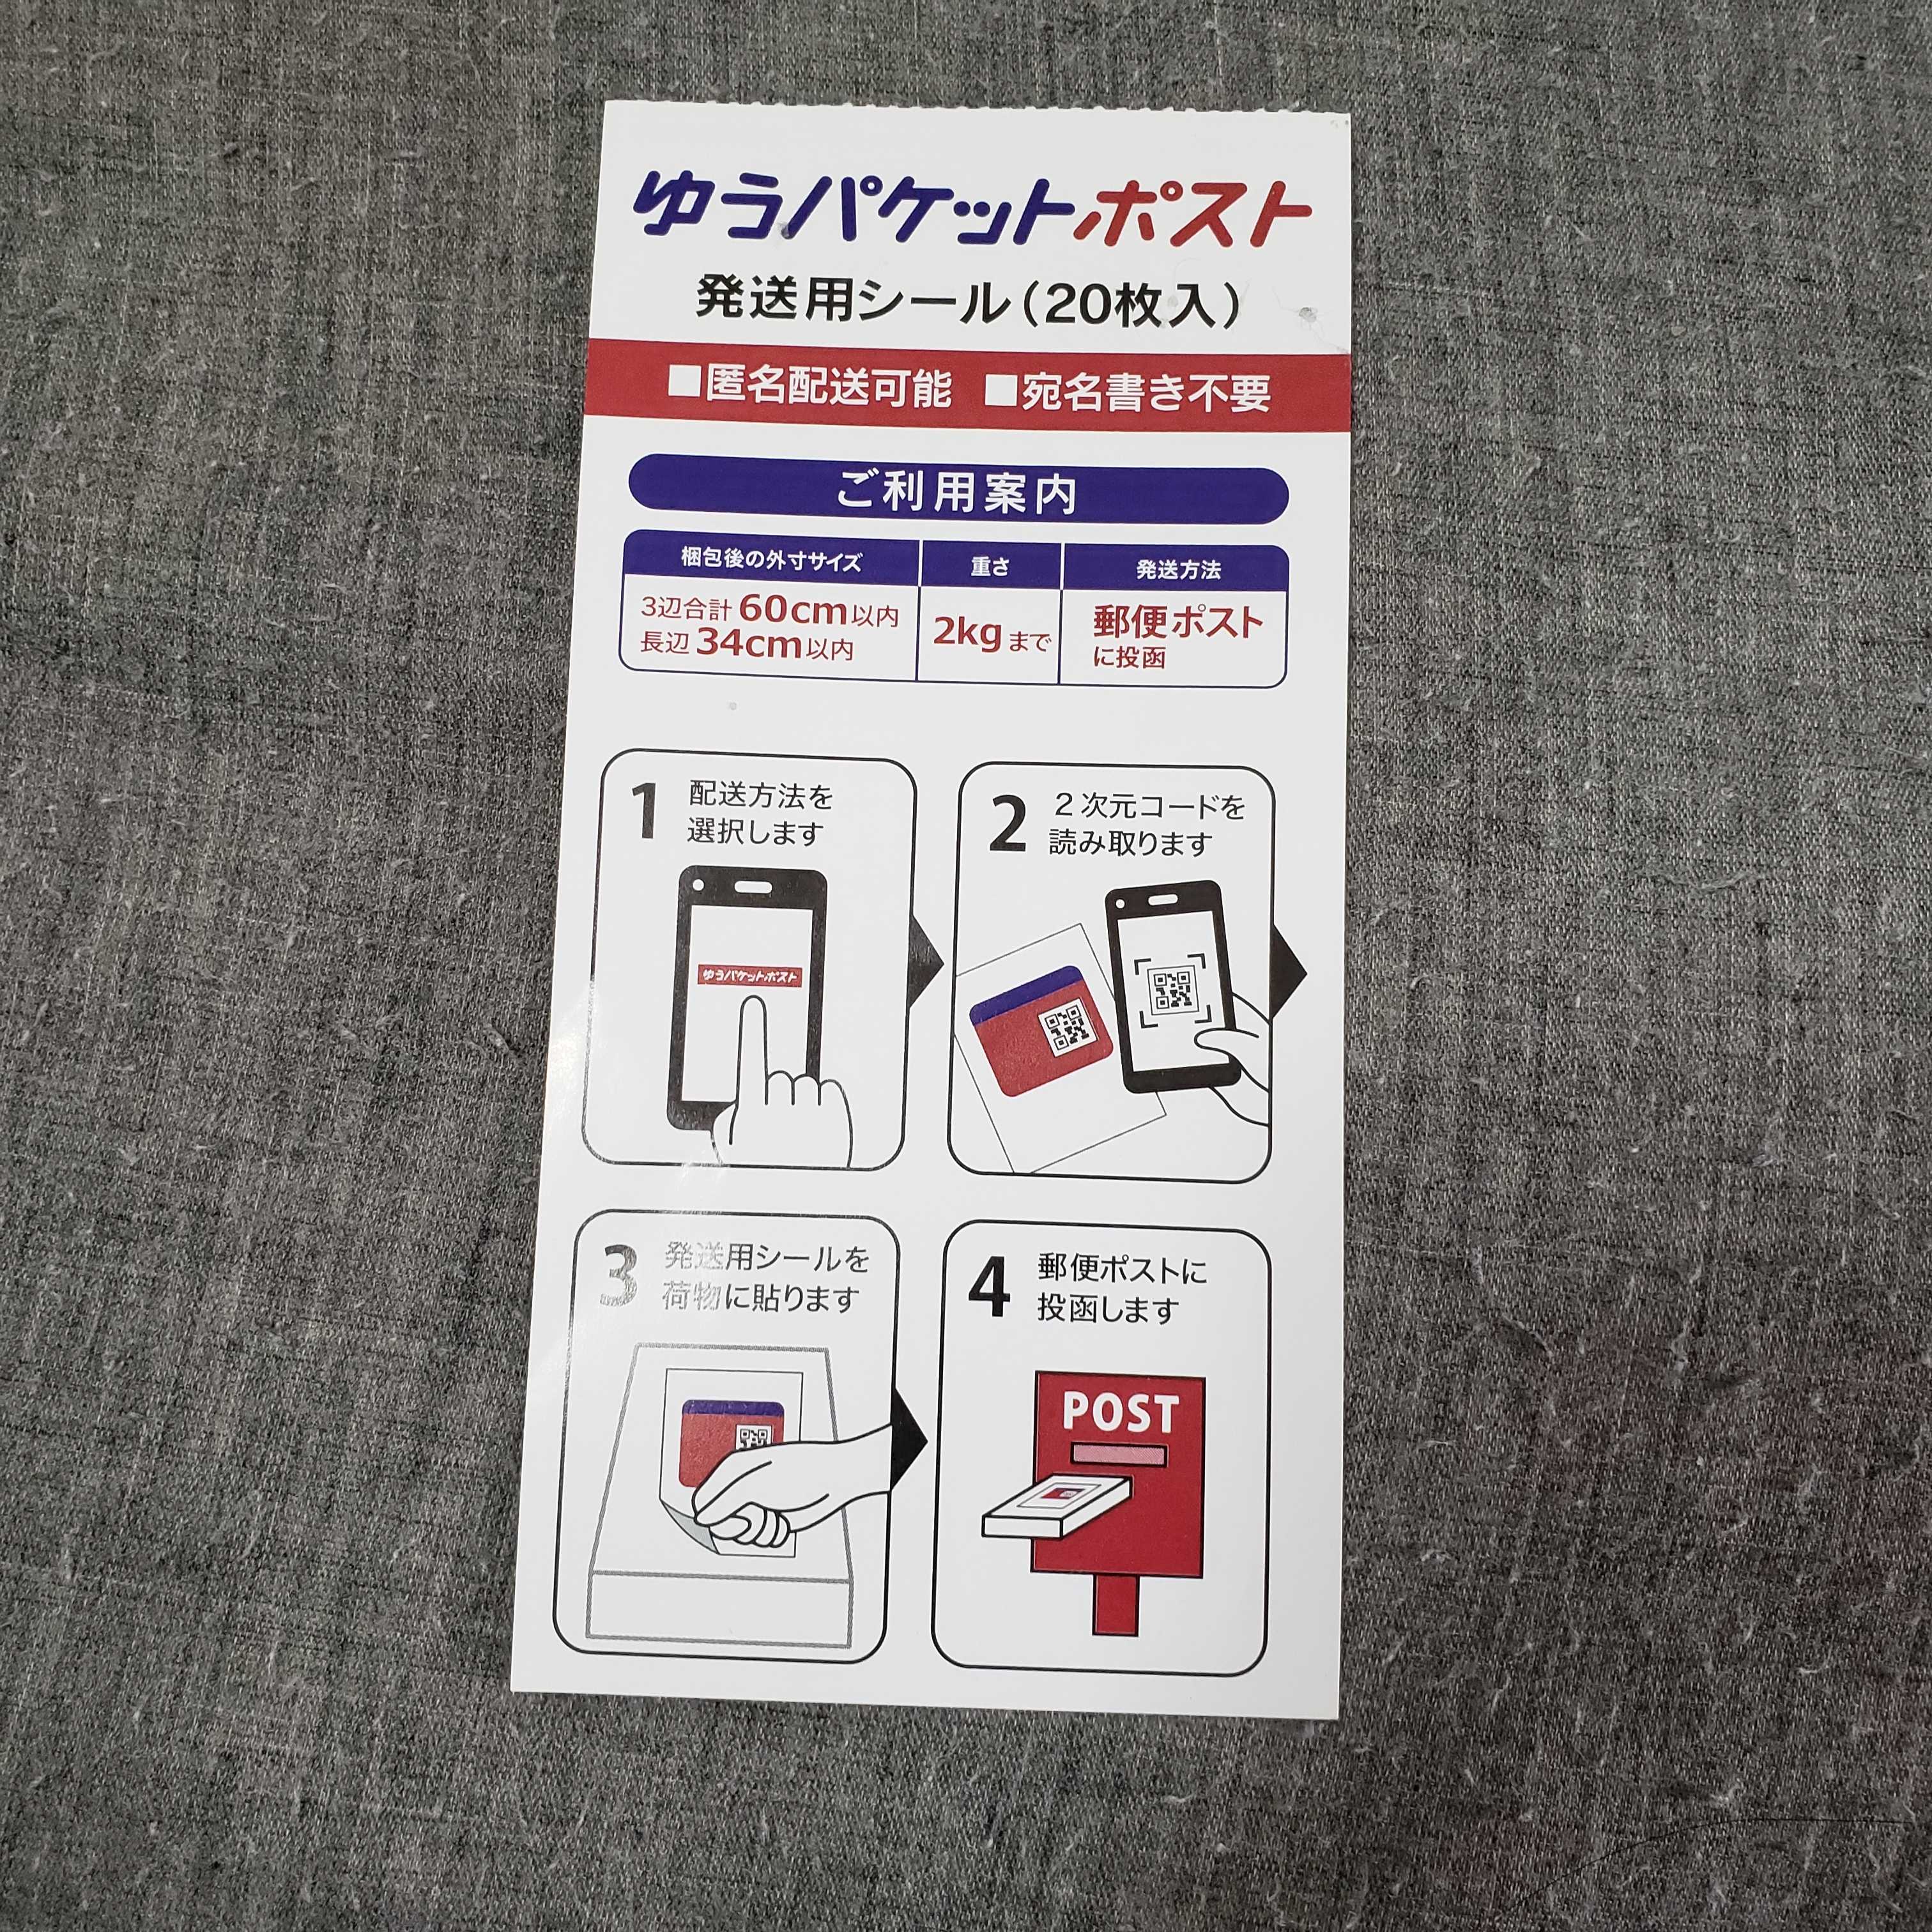 ゆうパケットポスト
発送用シール（20枚入）
■匿名配送可能 ■宛名書き不要
ご利用案内
梱包後の外寸サイズ 重さ 発送方法
3辺合計 60cm以内
長辺 34cm以内
2kg まで
郵便ポスト
に投函
1 配送方法を
選択します
ゆうパケットポスト
2 2次元コードを
読み取ります
3 発送用シールを
荷物に貼ります
4 郵便ポストに
投函します
POST